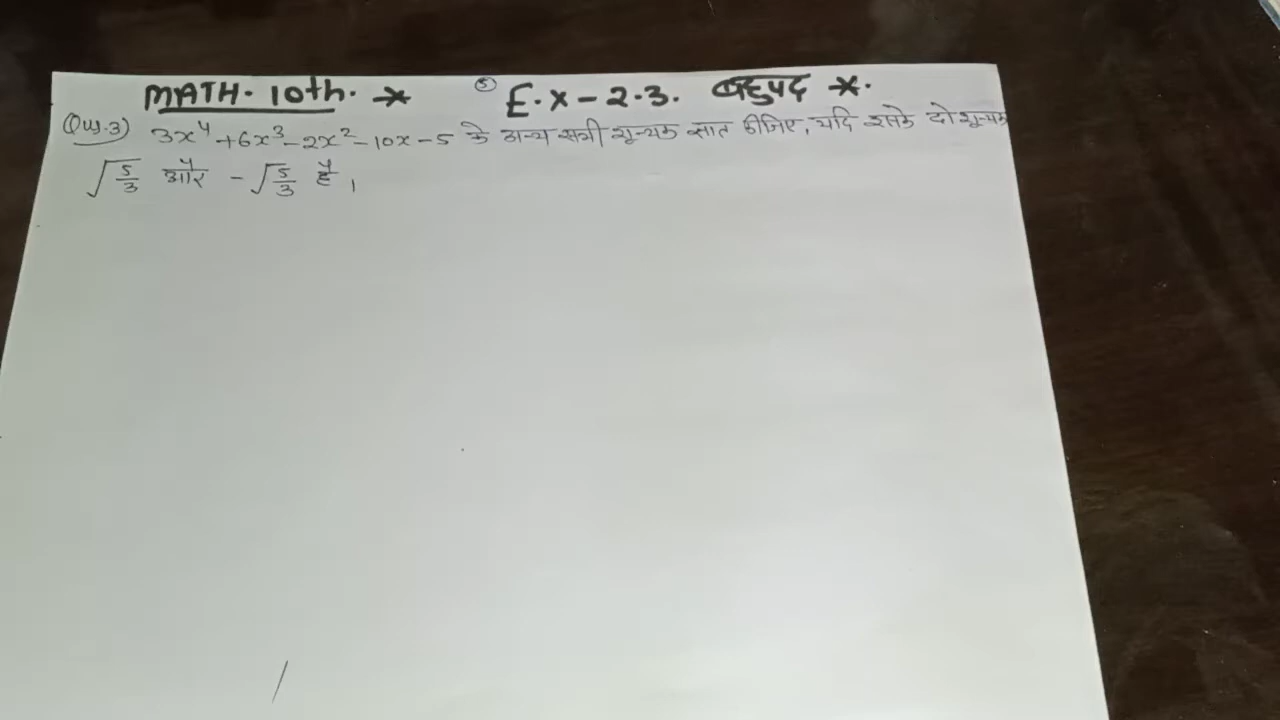 MATH. 10th. → ⑤ E.x-2.3. बहुपद *.
Qus.3) 3x⁴+6x³-2x²-10x-5 के अन्य सभी शून्यक ज्ञात कीजिए, यदि इसके दो शून्यक
√5/3 और -√5/3 है।